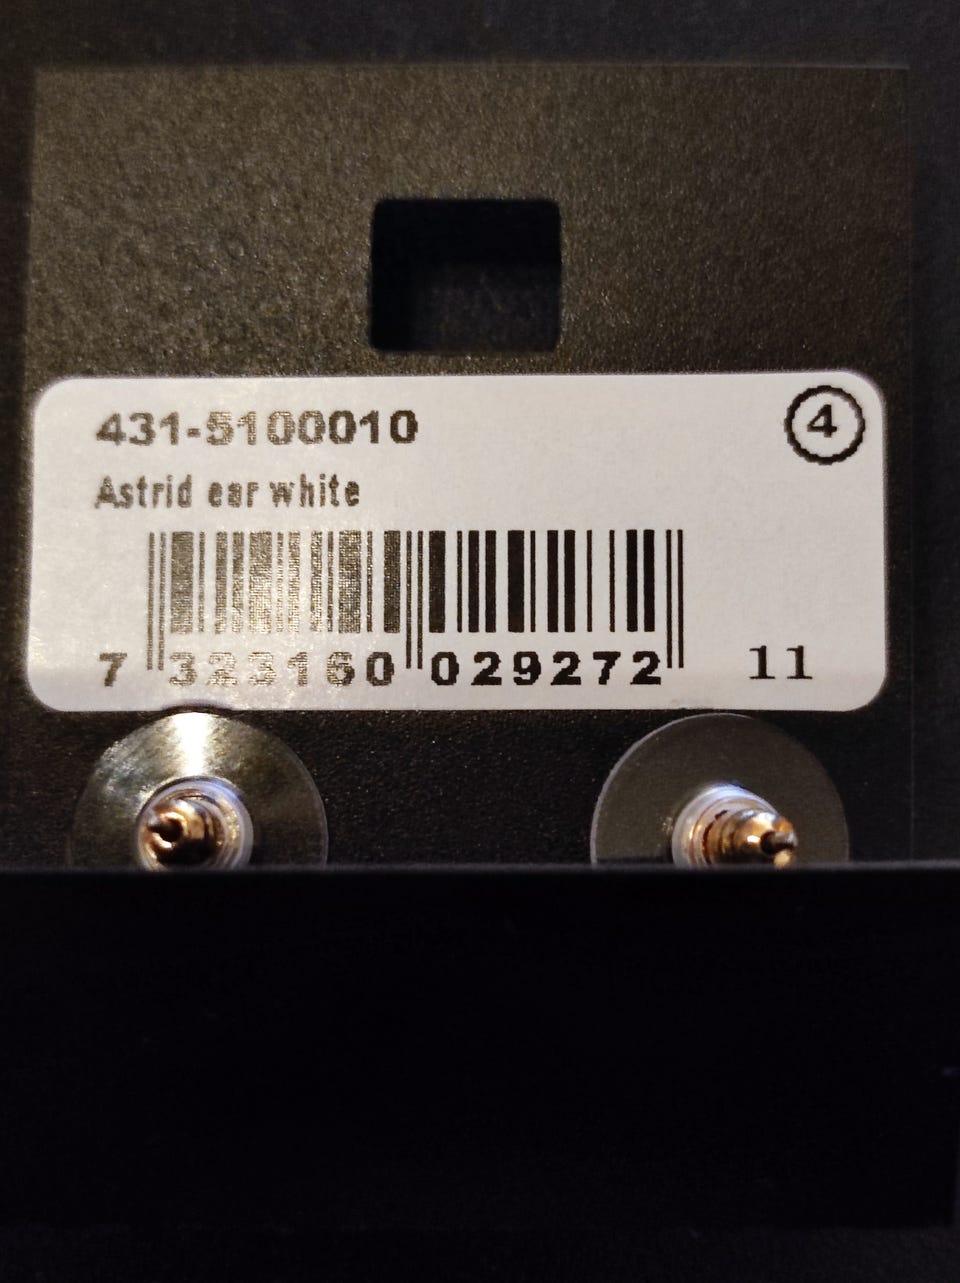 431-5100010
4
Astrid ear white
7 323160 029272
11